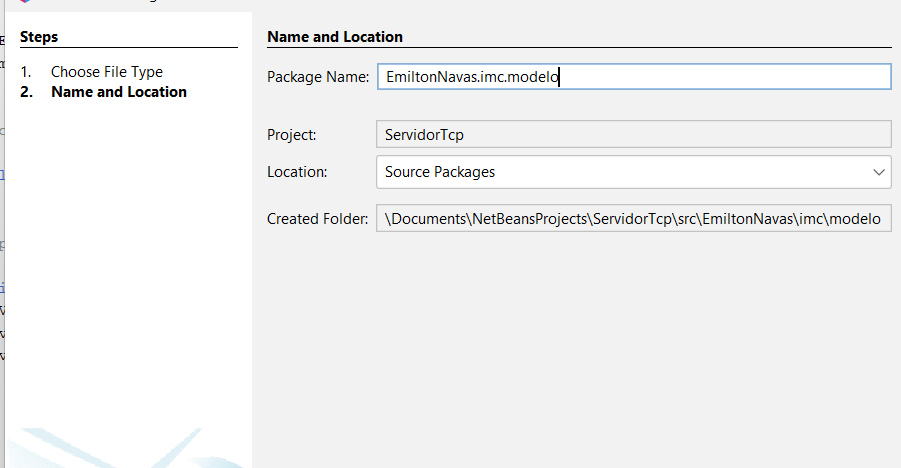 Steps
1. Choose File Type
2. Name and Location
Name and Location
Package Name: EmiltonNavas.imc.modelo
Project: ServidorTcp
Location: Source Packages
Created Folder: \Documents\NetBeansProjects\ServidorTcp\src\EmiltonNavas\imc\modelo